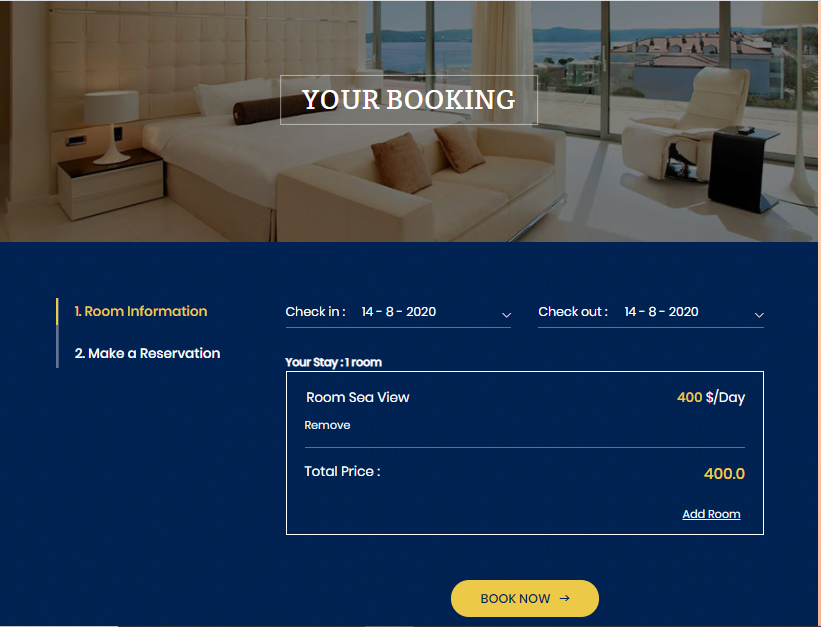 YOUR BOOKING
1. Room Information
2. Make a Reservation
Check in : 14 - 8 - 2020 Check out : 14 - 8 - 2020
Your Stay : 1 room
Room Sea View 400 $/Day
Remove
Total Price : 400.0
Add Room
BOOK NOW →